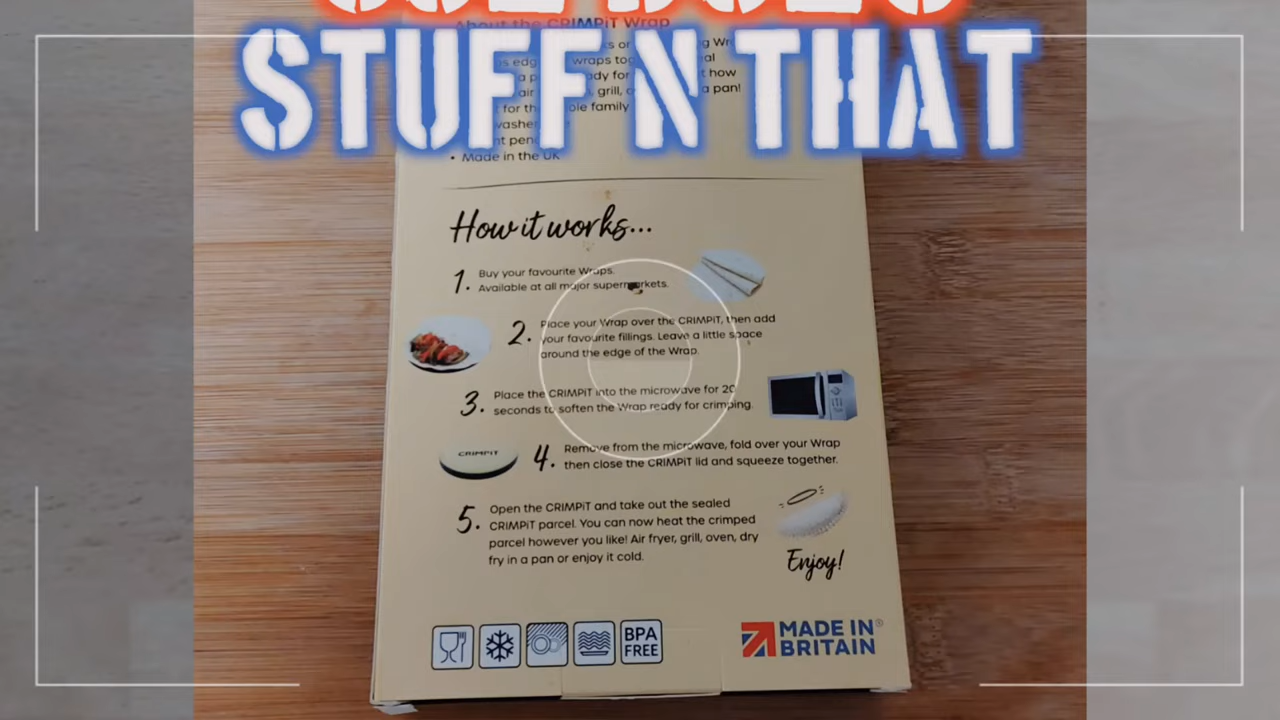 STUFF N THAT
About the CRIMPiT Wrap
• Made in the UK
How it works...
1. Buy your favourite Wraps.
Available at all major supermarkets.
2. Place your Wrap over the CRIMPiT, then add
your favourite fillings. Leave a little space
around the edge of the Wrap.
3. Place the CRIMPiT into the microwave for 20
seconds to soften the Wrap ready for crimping.
CRIMPiT
4. Remove from the microwave, fold over your Wrap
then close the CRIMPiT lid and squeeze together.
5. Open the CRIMPiT and take out the sealed
CRIMPiT parcel. You can now heat the crimped
parcel however you like! Air fryer, grill, oven, dry
fry in a pan or enjoy it cold.
Enjoy!
BPA
FREE
MADE IN®
BRITAIN